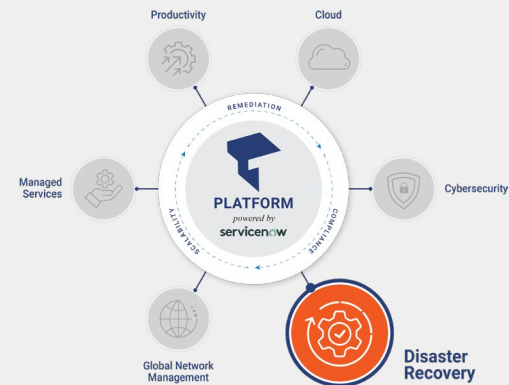 Productivity
Cloud
REMEDIATION
PLATFORM
powered by
servicenow
SCALABILITY
COMPLIANCE
Managed
Services
Cybersecurity
Global Network
Management
Disaster
Recovery